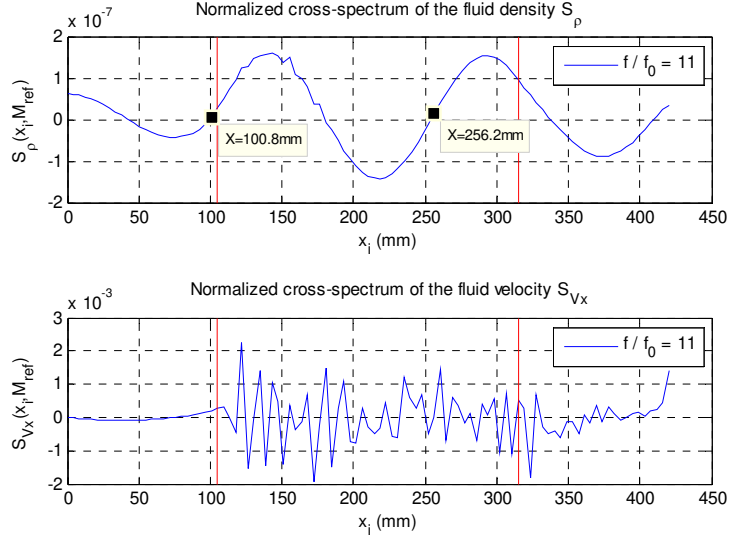 Normalized cross-spectrum of the fluid density S_ρ
x 10^-7
2
1
0
-1
-2
S_ρ(x_i,M_ref)
f / f_0 = 11
X=100.8mm
X=256.2mm
0 50 100 150 200 250 300 350 400 450
x_i (mm)
Normalized cross-spectrum of the fluid velocity S_Vx
x 10^-3
3
2
1
0
-1
-2
S_Vx(x_i,M_ref)
f / f_0 = 11
0 50 100 150 200 250 300 350 400 450
x_i (mm)